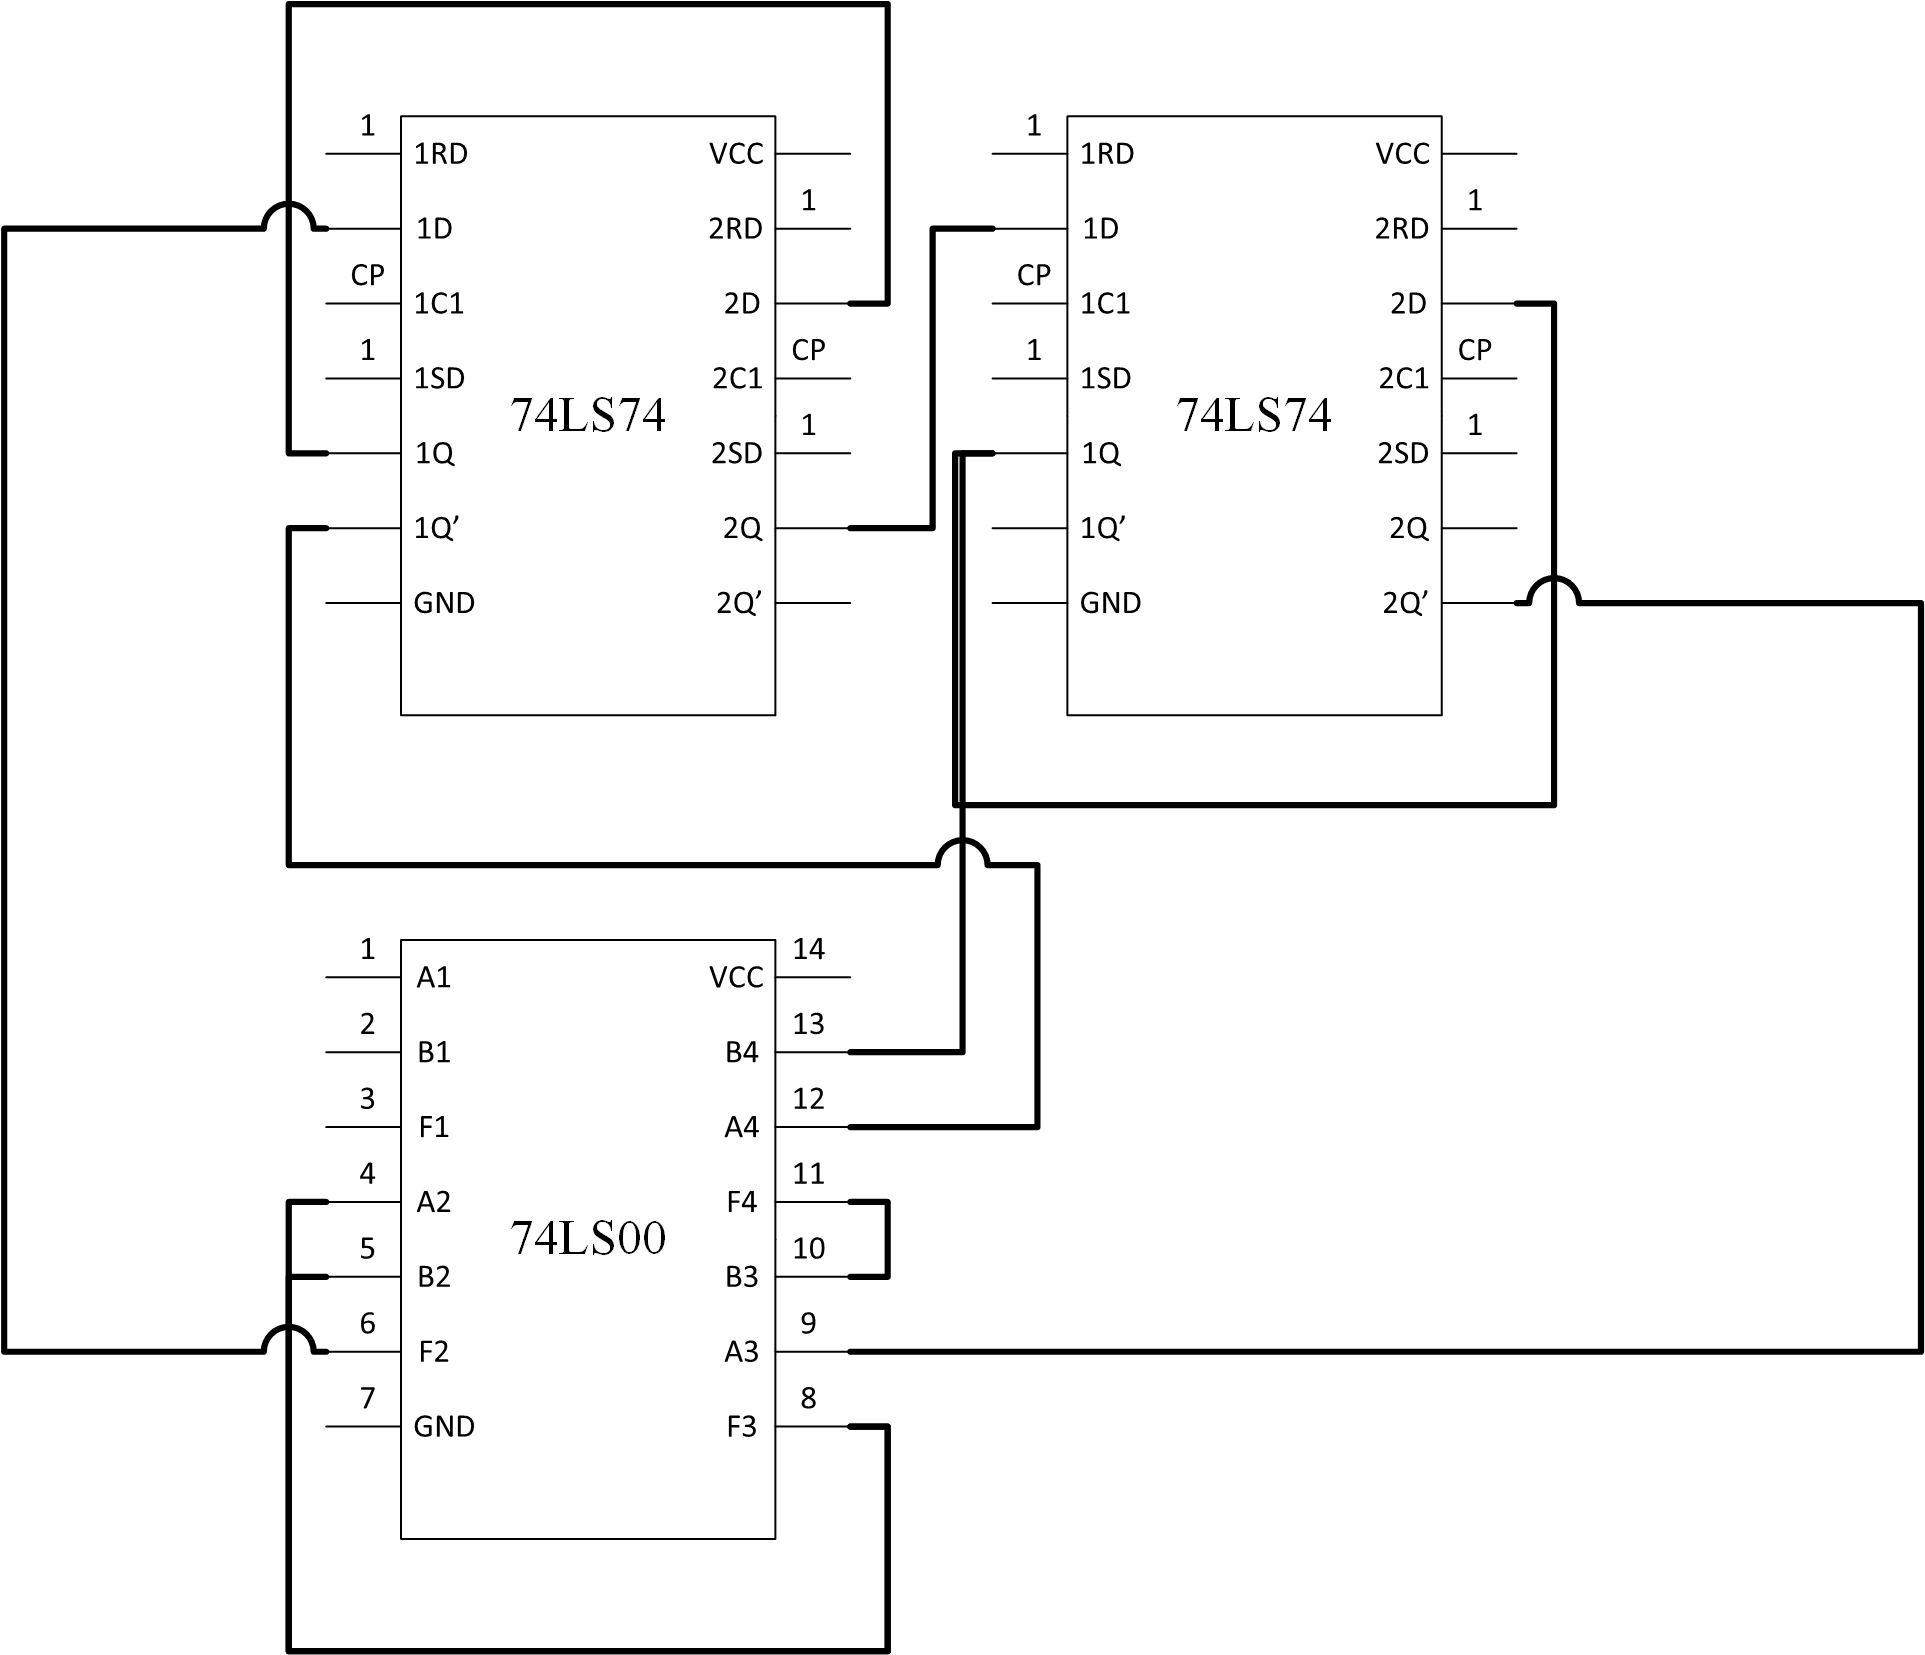 1 1RD VCC
1
1D 2RD
CP
1C1 2D
1 CP
1SD 2C1
74LS74
1
1Q 2SD
1Q’ 2Q
GND 2Q’
1 1RD VCC
1
1D 2RD
CP
1C1 2D
1 CP
1SD 2C1
74LS74
1
1Q 2SD
1Q’ 2Q
GND 2Q’
1 14
A1 VCC
2 13
B1 B4
3 12
F1 A4
4 11
A2 F4
74LS00
5 10
B2 B3
6 9
F2 A3
7 8
GND F3